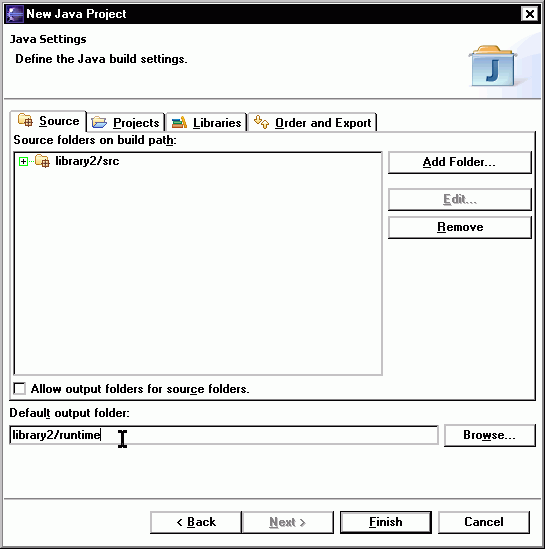 New Java Project
Java Settings
Define the Java build settings.
Source Projects Libraries Order and Export
Source folders on build path:
library2/src
Add Folder...
Edit...
Remove
Allow output folders for source folders.
Default output folder:
library2/runtime
Browse...
< Back Next > Finish Cancel